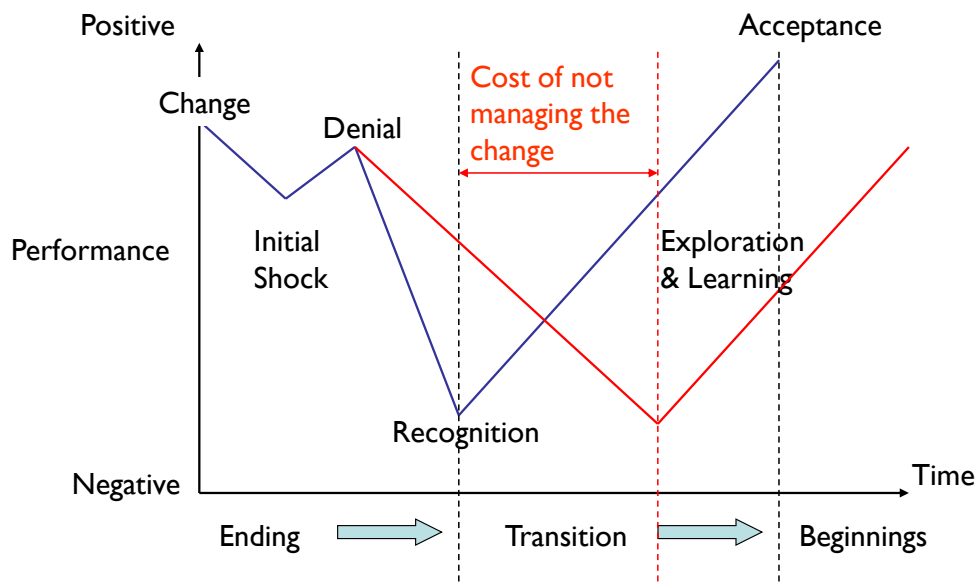 Positive
Acceptance
Cost of not
managing the
change
Change
Denial
Performance
Initial
Shock
Exploration
& Learning
Recognition
Negative
Time
Ending
Transition
Beginnings